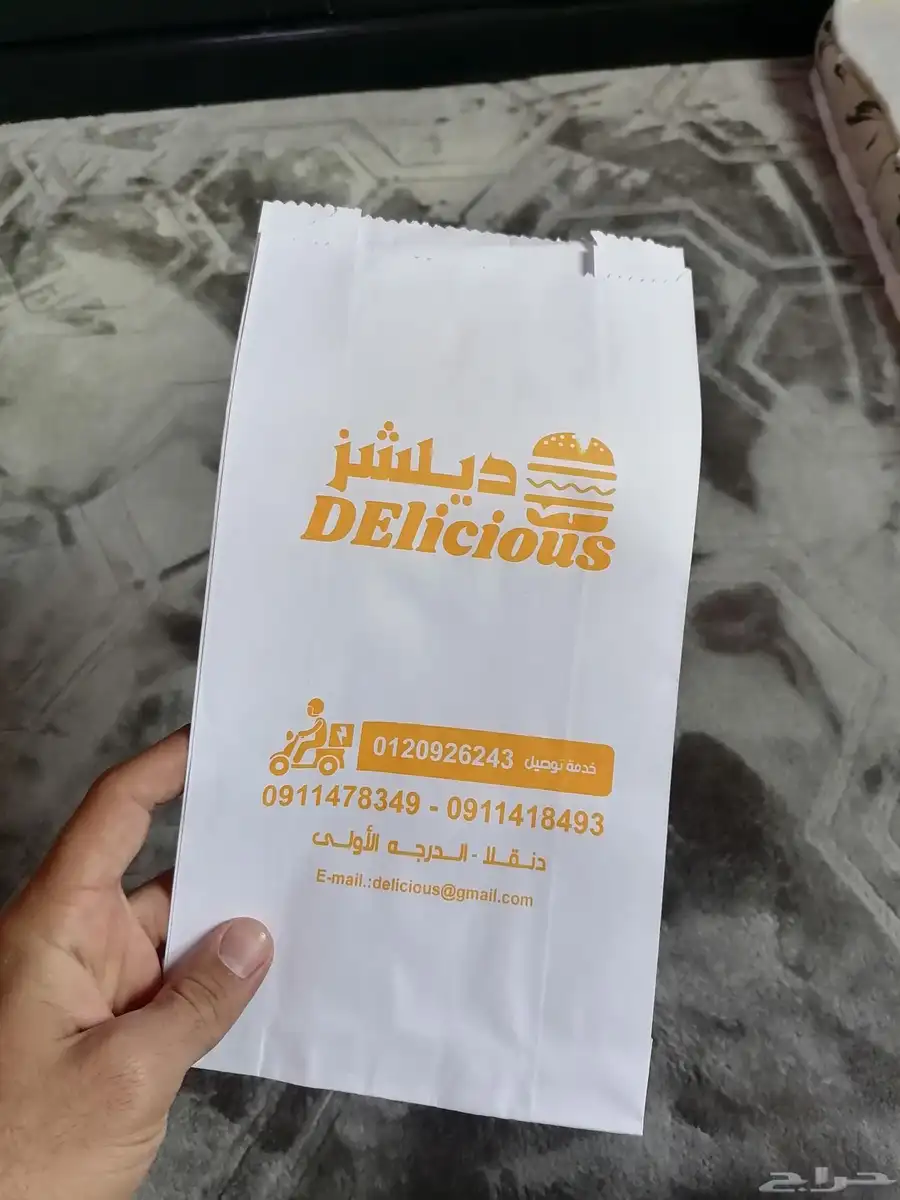 ديلشز
DElicious
خدمة توصيل 0120926243
0911478349 - 0911418493
دنقلا - الدرجه الأولى
E-mail.:delicious@gmail.com
حراج